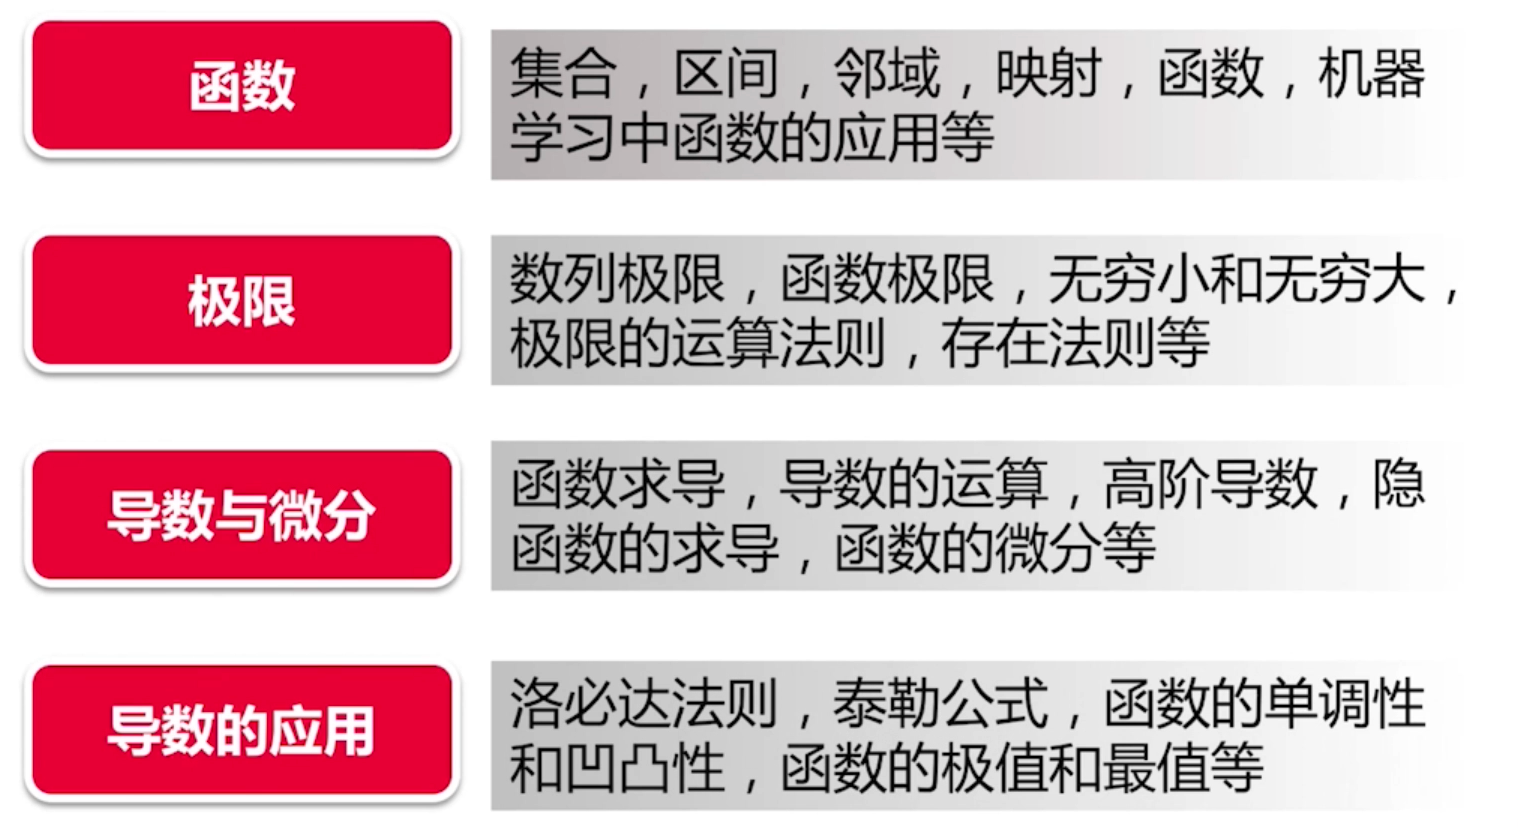 函数
集合，区间，邻域，映射，函数，机器
学习中函数的应用等
极限
数列极限，函数极限，无穷小和无穷大，
极限的运算法则，存在法则等
导数与微分
函数求导，导数的运算，高阶导数，隐
函数的求导，函数的微分等
导数的应用
洛必达法则，泰勒公式，函数的单调性
和凹凸性，函数的极值和最值等